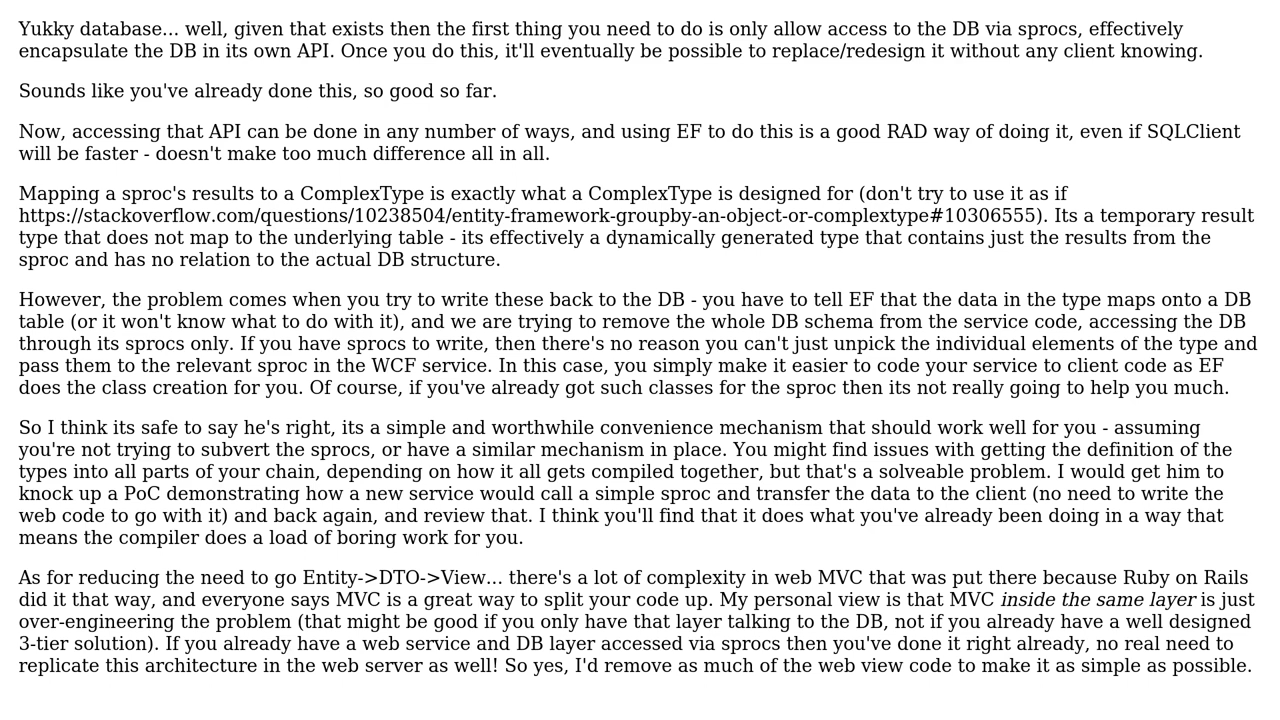 Yukky database... well, given that exists then the first thing you need to do is only allow access to the DB via sprocs, effectively
encapsulate the DB in its own API. Once you do this, it'll eventually be possible to replace/redesign it without any client knowing.
Sounds like you've already done this, so good so far.
Now, accessing that API can be done in any number of ways, and using EF to do this is a good RAD way of doing it, even if SQLClient
will be faster - doesn't make too much difference all in all.
Mapping a sproc's results to a ComplexType is exactly what a ComplexType is designed for (don't try to use it as if
https://stackoverflow.com/questions/10238504/entity-framework-groupby-an-object-or-complextype#10306555). Its a temporary result
type that does not map to the underlying table - its effectively a dynamically generated type that contains just the results from the
sproc and has no relation to the actual DB structure.
However, the problem comes when you try to write these back to the DB - you have to tell EF that the data in the type maps onto a DB
table (or it won't know what to do with it), and we are trying to remove the whole DB schema from the service code, accessing the DB
through its sprocs only. If you have sprocs to write, then there's no reason you can't just unpick the individual elements of the type and
pass them to the relevant sproc in the WCF service. In this case, you simply make it easier to code your service to client code as EF
does the class creation for you. Of course, if you've already got such classes for the sproc then its not really going to help you much.
So I think its safe to say he's right, its a simple and worthwhile convenience mechanism that should work well for you - assuming
you're not trying to subvert the sprocs, or have a similar mechanism in place. You might find issues with getting the definition of the
types into all parts of your chain, depending on how it all gets compiled together, but that's a solveable problem. I would get him to
knock up a PoC demonstrating how a new service would call a simple sproc and transfer the data to the client (no need to write the
web code to go with it) and back again, and review that. I think you'll find that it does what you've already been doing in a way that
means the compiler does a load of boring work for you.
As for reducing the need to go Entity->DTO->View... there's a lot of complexity in web MVC that was put there because Ruby on Rails
did it that way, and everyone says MVC is a great way to split your code up. My personal view is that MVC inside the same layer is just
over-engineering the problem (that might be good if you only have that layer talking to the DB, not if you already have a well designed
3-tier solution). If you already have a web service and DB layer accessed via sprocs then you've done it right already, no real need to
replicate this architecture in the web server as well! So yes, I'd remove as much of the web view code to make it as simple as possible.